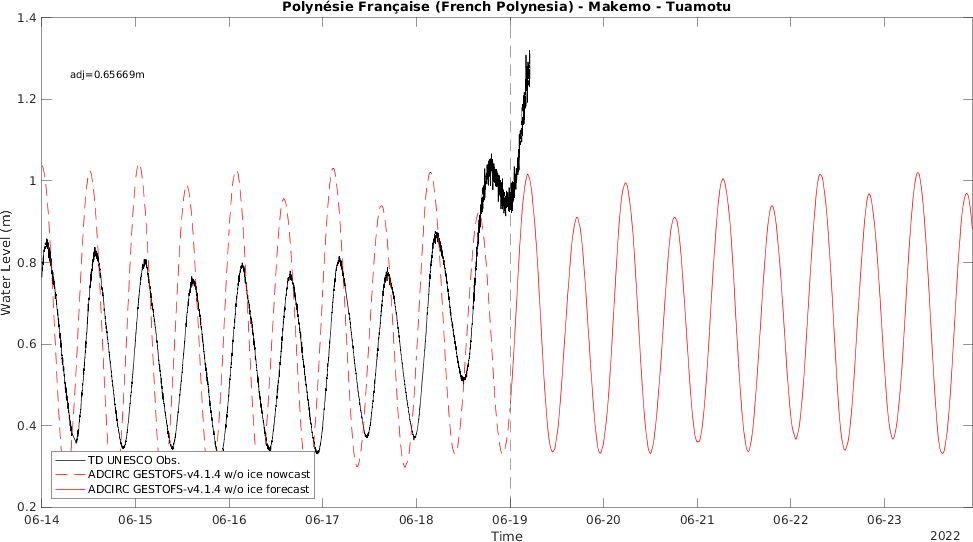 Polynésie Française (French Polynesia) - Makemo - Tuamotu
1.4
adj=0.65669m
1.2
1
0.8
Water Level (m)
0.6
0.4
TD UNESCO Obs.
ADCIRC GESTOFS-v4.1.4 w/o ice nowcast
ADCIRC GESTOFS-v4.1.4 w/o ice forecast
0.2
06-14 06-15 06-16 06-17 06-18 06-19 06-20 06-21 06-22 06-23
Time
2022